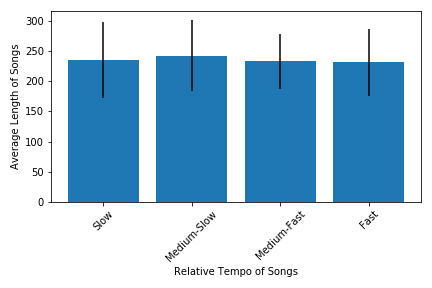 Average Length of Songs
300
250
200
150
100
50
0
Slow
Medium-Slow
Medium-Fast
Fast
Relative Tempo of Songs